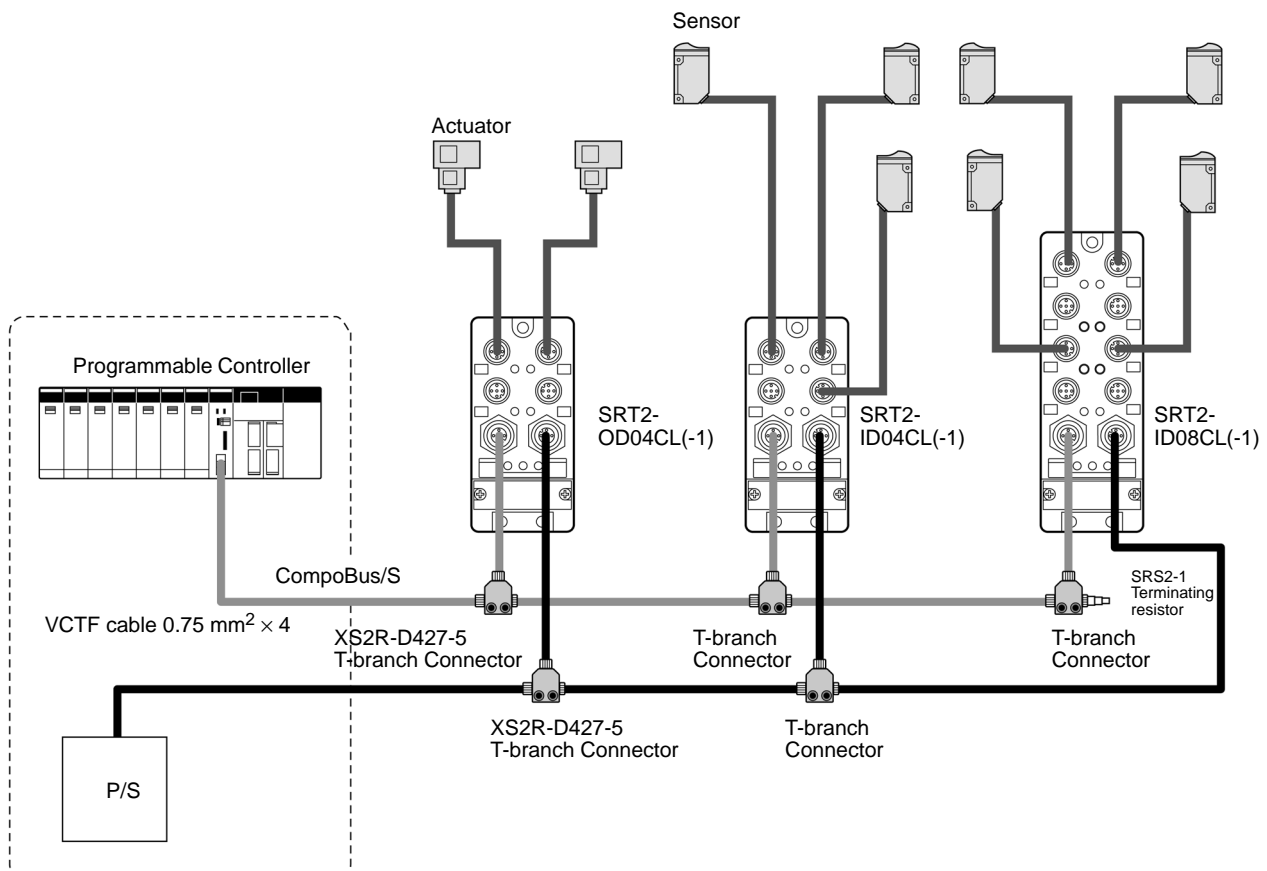 Sensor
Actuator
Programmable Controller
SRT2-
OD04CL(-1)
SRT2-
ID04CL(-1)
SRT2-
ID08CL(-1)
CompoBus/S
SRS2-1
Terminating
resistor
VCTF cable 0.75 mm² × 4
XS2R-D427-5
T-branch Connector
T-branch
Connector
T-branch
Connector
XS2R-D427-5
T-branch Connector
T-branch
Connector
P/S